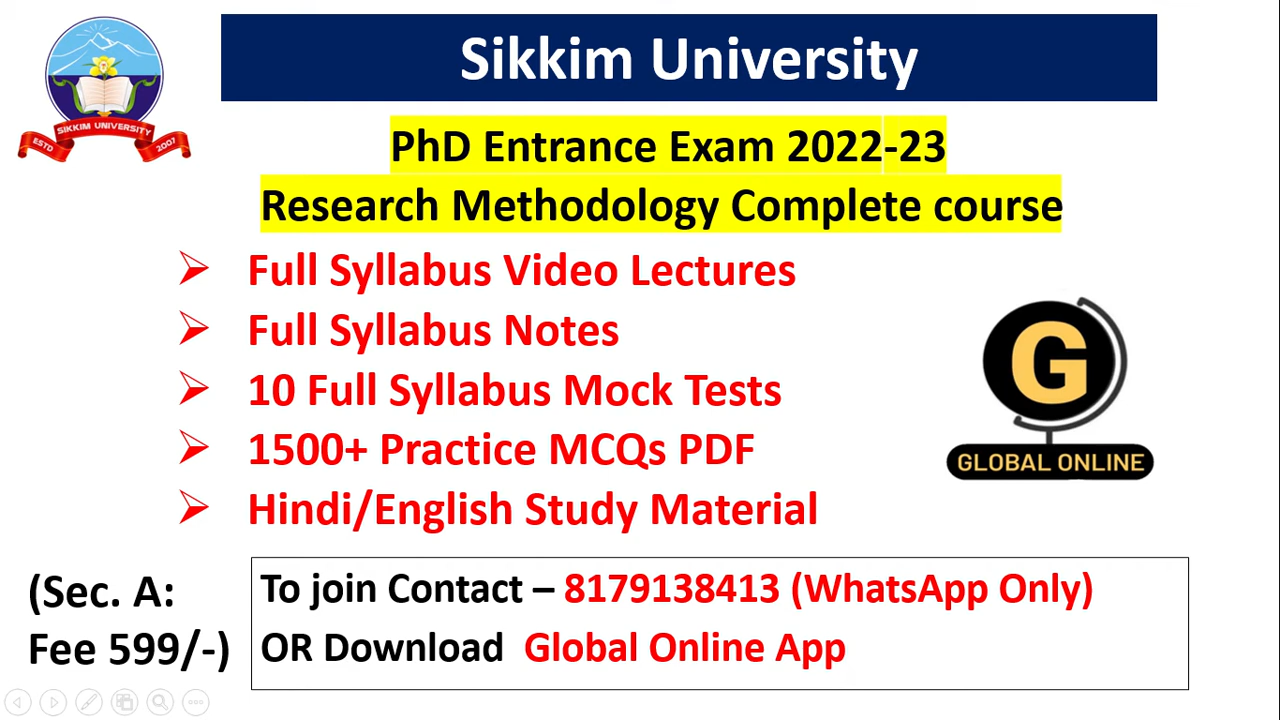 Sikkim University
SIKKIM UNIVERSITY
ESTD 2007
PhD Entrance Exam 2022-23
Research Methodology Complete course
Full Syllabus Video Lectures
Full Syllabus Notes
10 Full Syllabus Mock Tests
1500+ Practice MCQs PDF
Hindi/English Study Material
G
GLOBAL ONLINE
(Sec. A:
Fee 599/-)
To join Contact – 8179138413 (WhatsApp Only)
OR Download Global Online App